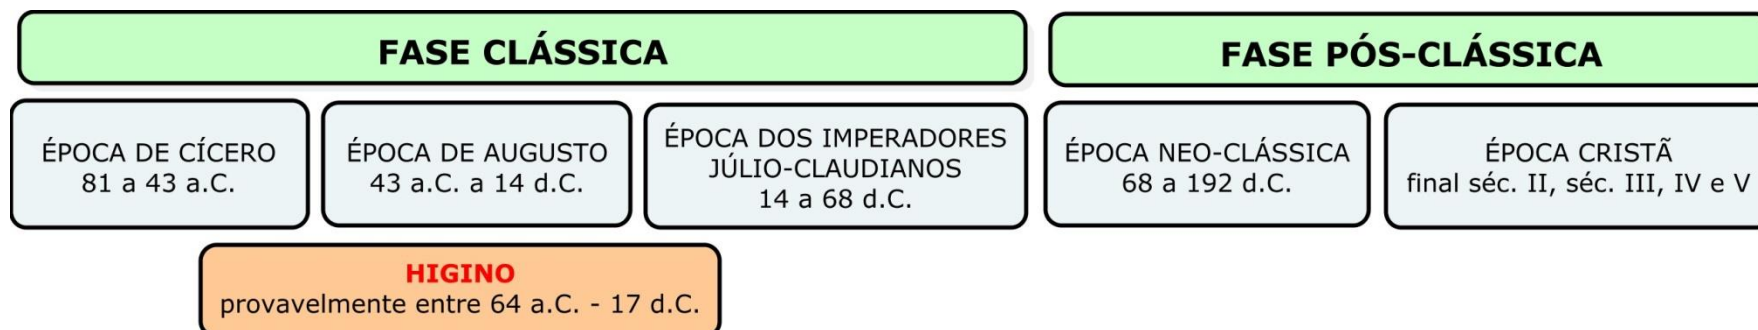 FASE CLÁSSICA
FASE PÓS-CLÁSSICA
ÉPOCA DE CÍCERO
81 a 43 a.C.
ÉPOCA DE AUGUSTO
43 a.C. a 14 d.C.
ÉPOCA DOS IMPERADORES
JÚLIO-CLAUDIANOS
14 a 68 d.C.
ÉPOCA NEO-CLÁSSICA
68 a 192 d.C.
ÉPOCA CRISTÃ
final séc. II, séc. III, IV e V
HIGINO
provavelmente entre 64 a.C. - 17 d.C.